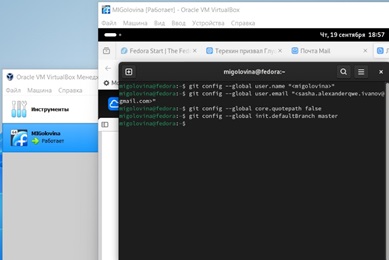 MIGolovina [Работает] - Oracle VM VirtualBox
Файл Машина Вид Ввод Устройства Справка
Чт, 19 сентября 18:57
Fedora Start | The Fed
Терехин призвал Глу
Почта Mail
Oracle VM VirtualBox Менед
Файл Машина Справка
Инструменты
MIGolovina
Работает
migolovina@fedora:~
migolovina@fedora:~$ git config --global user.name "<migolovina>"
migolovina@fedora:~$ git config --global user.email "<sasha.alexanderqwe.ivanov@
gmail.com>"
migolovina@fedora:~$ git config --global core.quotepath false
migolovina@fedora:~$ git config --global init.defaultBranch master
migolovina@fedora:~$